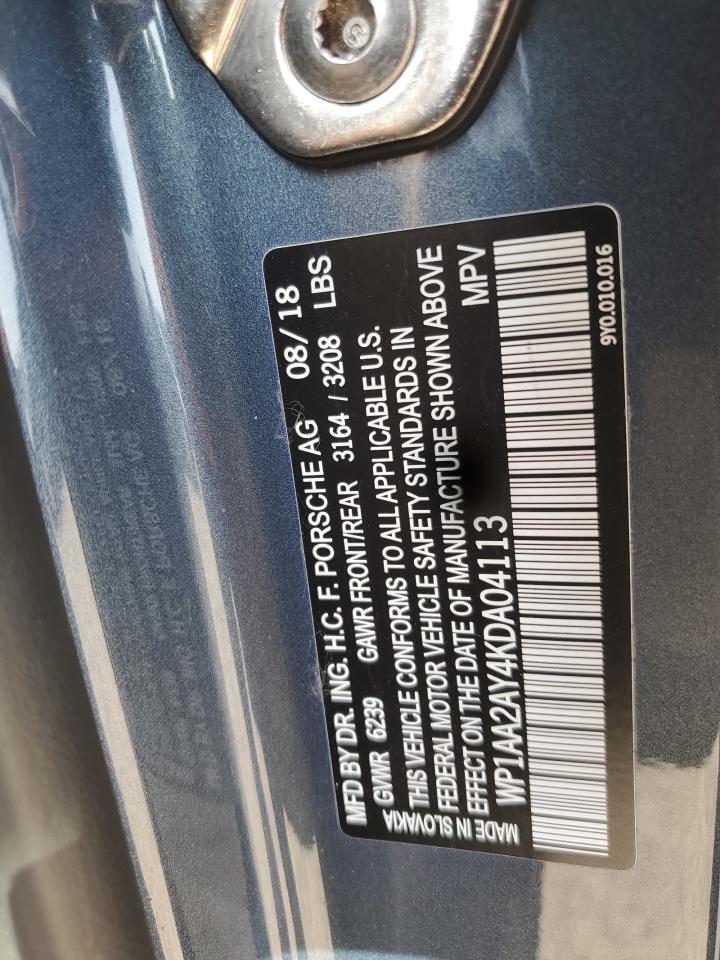 MFD BY DR. ING. H.C. F. PORSCHE AG 08/18
GVWR 6239 GAWR FRONT/REAR 3164 / 3208 LBS
THIS VEHICLE CONFORMS TO ALL APPLICABLE U.S.
FEDERAL MOTOR VEHICLE SAFETY STANDARDS IN
EFFECT ON THE DATE OF MANUFACTURE SHOWN ABOVE
WP1AA2AY4KDA04113 MPV
MADE IN SLOVAKIA
9Y0.010.016